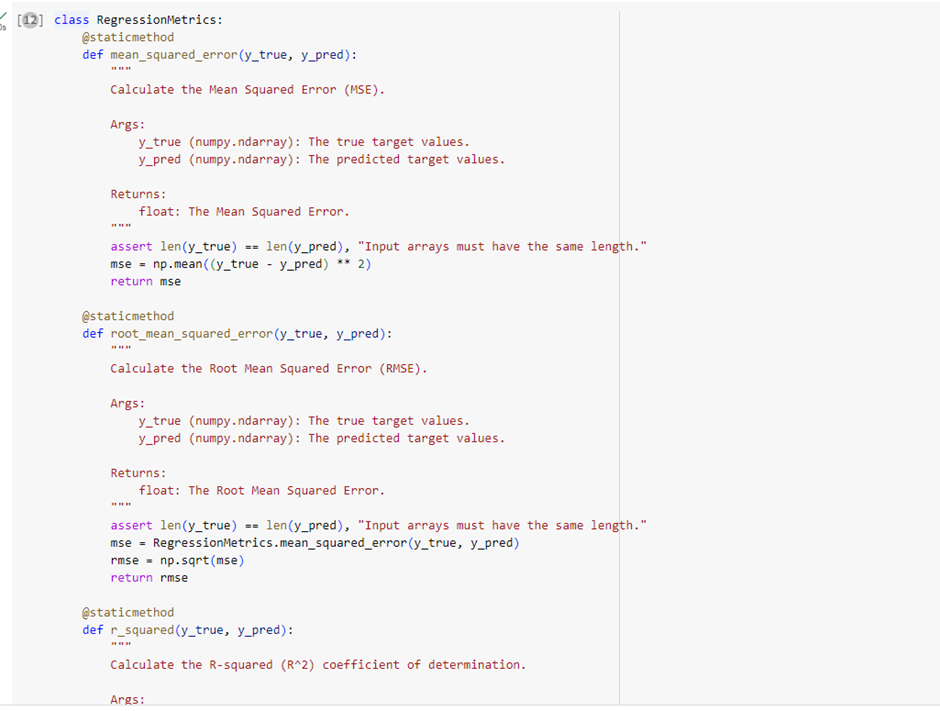 [12] class RegressionMetrics:
    @staticmethod
    def mean_squared_error(y_true, y_pred):
        """
        Calculate the Mean Squared Error (MSE).

        Args:
            y_true (numpy.ndarray): The true target values.
            y_pred (numpy.ndarray): The predicted target values.

        Returns:
            float: The Mean Squared Error.
        """
        assert len(y_true) == len(y_pred), "Input arrays must have the same length."
        mse = np.mean((y_true - y_pred) ** 2)
        return mse

    @staticmethod
    def root_mean_squared_error(y_true, y_pred):
        """
        Calculate the Root Mean Squared Error (RMSE).

        Args:
            y_true (numpy.ndarray): The true target values.
            y_pred (numpy.ndarray): The predicted target values.

        Returns:
            float: The Root Mean Squared Error.
        """
        assert len(y_true) == len(y_pred), "Input arrays must have the same length."
        mse = RegressionMetrics.mean_squared_error(y_true, y_pred)
        rmse = np.sqrt(mse)
        return rmse

    @staticmethod
    def r_squared(y_true, y_pred):
        """
        Calculate the R-squared (R^2) coefficient of determination.

        Args: